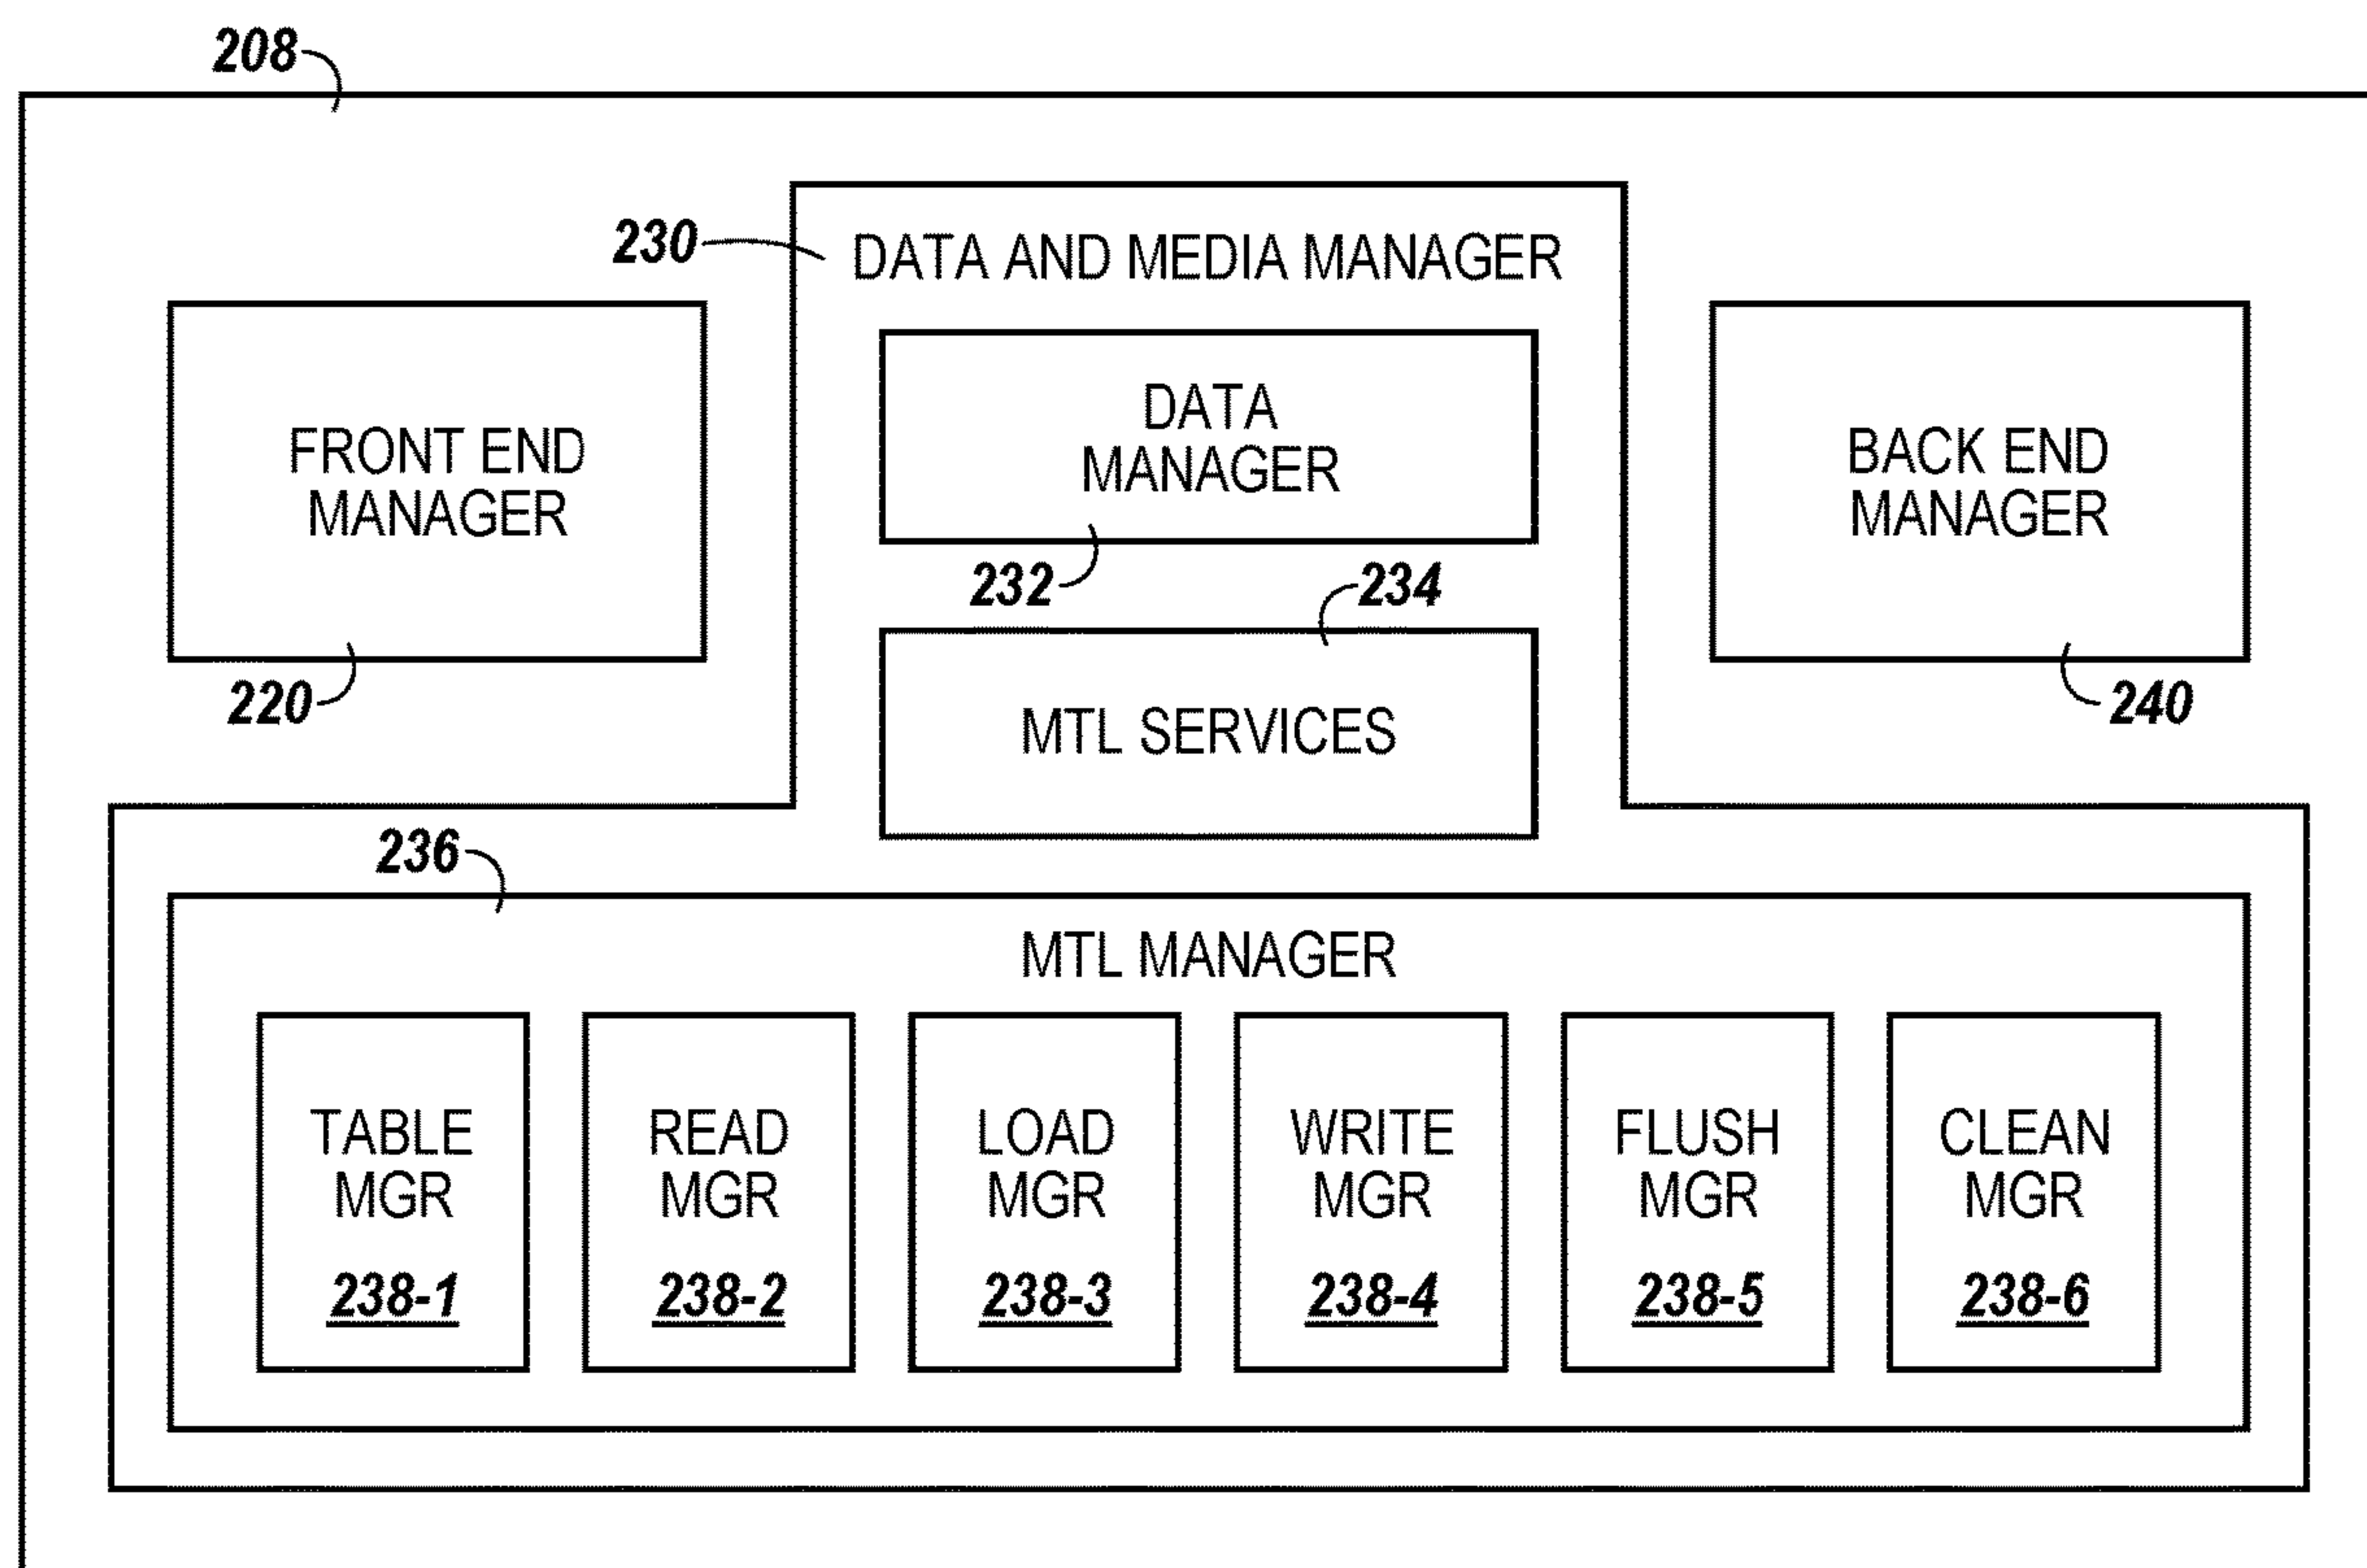 208
230
DATA AND MEDIA MANAGER
FRONT END
MANAGER
220
DATA
MANAGER
232
234
MTL SERVICES
BACK END
MANAGER
240
236
MTL MANAGER
TABLE
MGR
238-1
READ
MGR
238-2
LOAD
MGR
238-3
WRITE
MGR
238-4
FLUSH
MGR
238-5
CLEAN
MGR
238-6